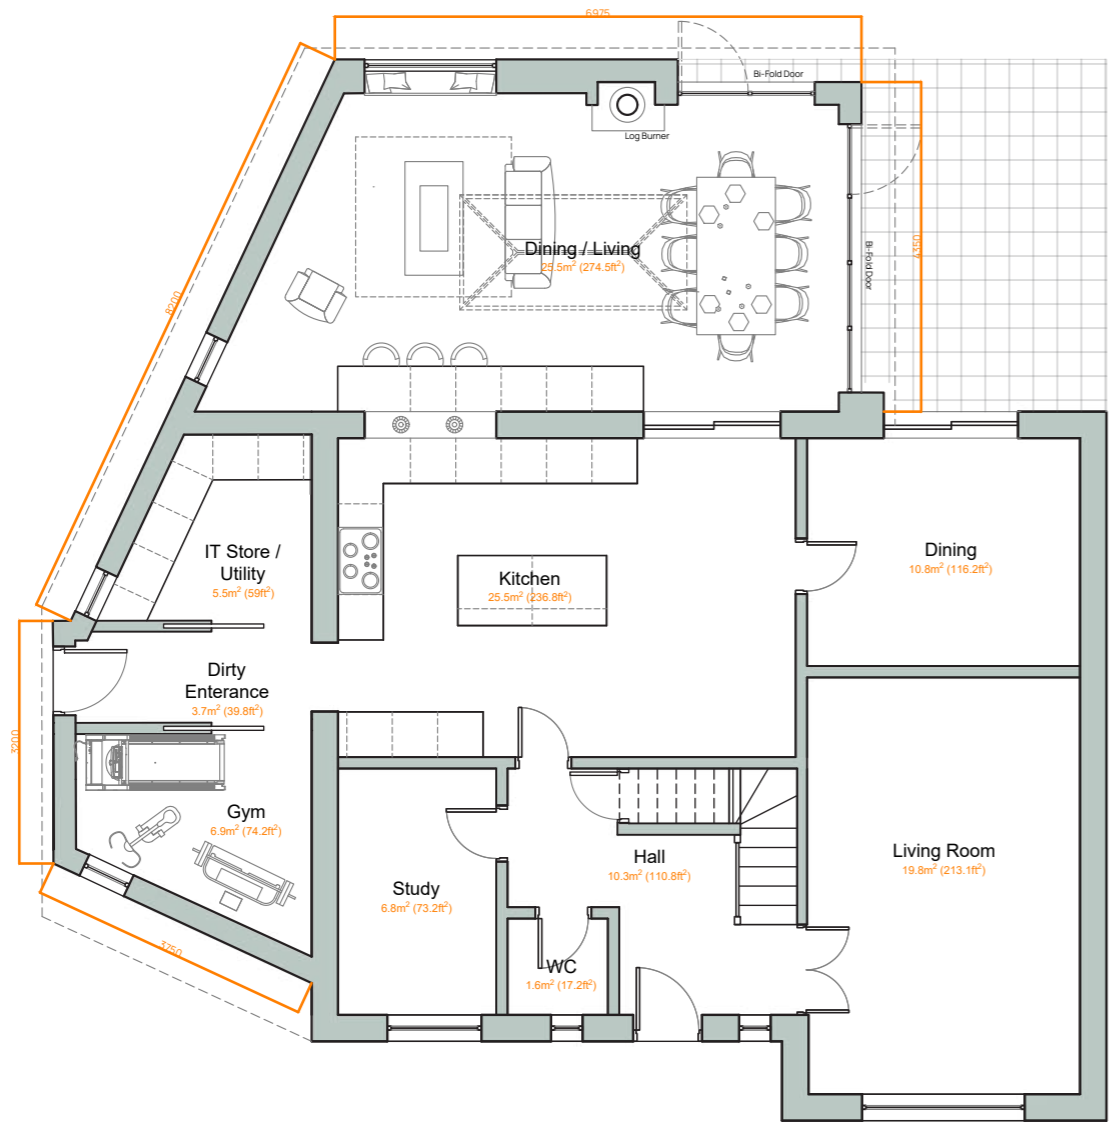 6975
Bi-Fold Door
Log Burner
Dining / Living
25.5m² (274.5ft²)
4350
Bi-Fold Door
8200
IT Store /
Utility
5.5m² (59ft²)
Kitchen
25.5m² (236.8ft²)
Dining
10.8m² (116.2ft²)
Dirty
Enterance
3.7m² (39.8ft²)
3200
Gym
6.9m² (74.2ft²)
Hall
10.3m² (110.8ft²)
Living Room
19.8m² (213.1ft²)
Study
6.8m² (73.2ft²)
3750
WC
1.6m² (17.2ft²)